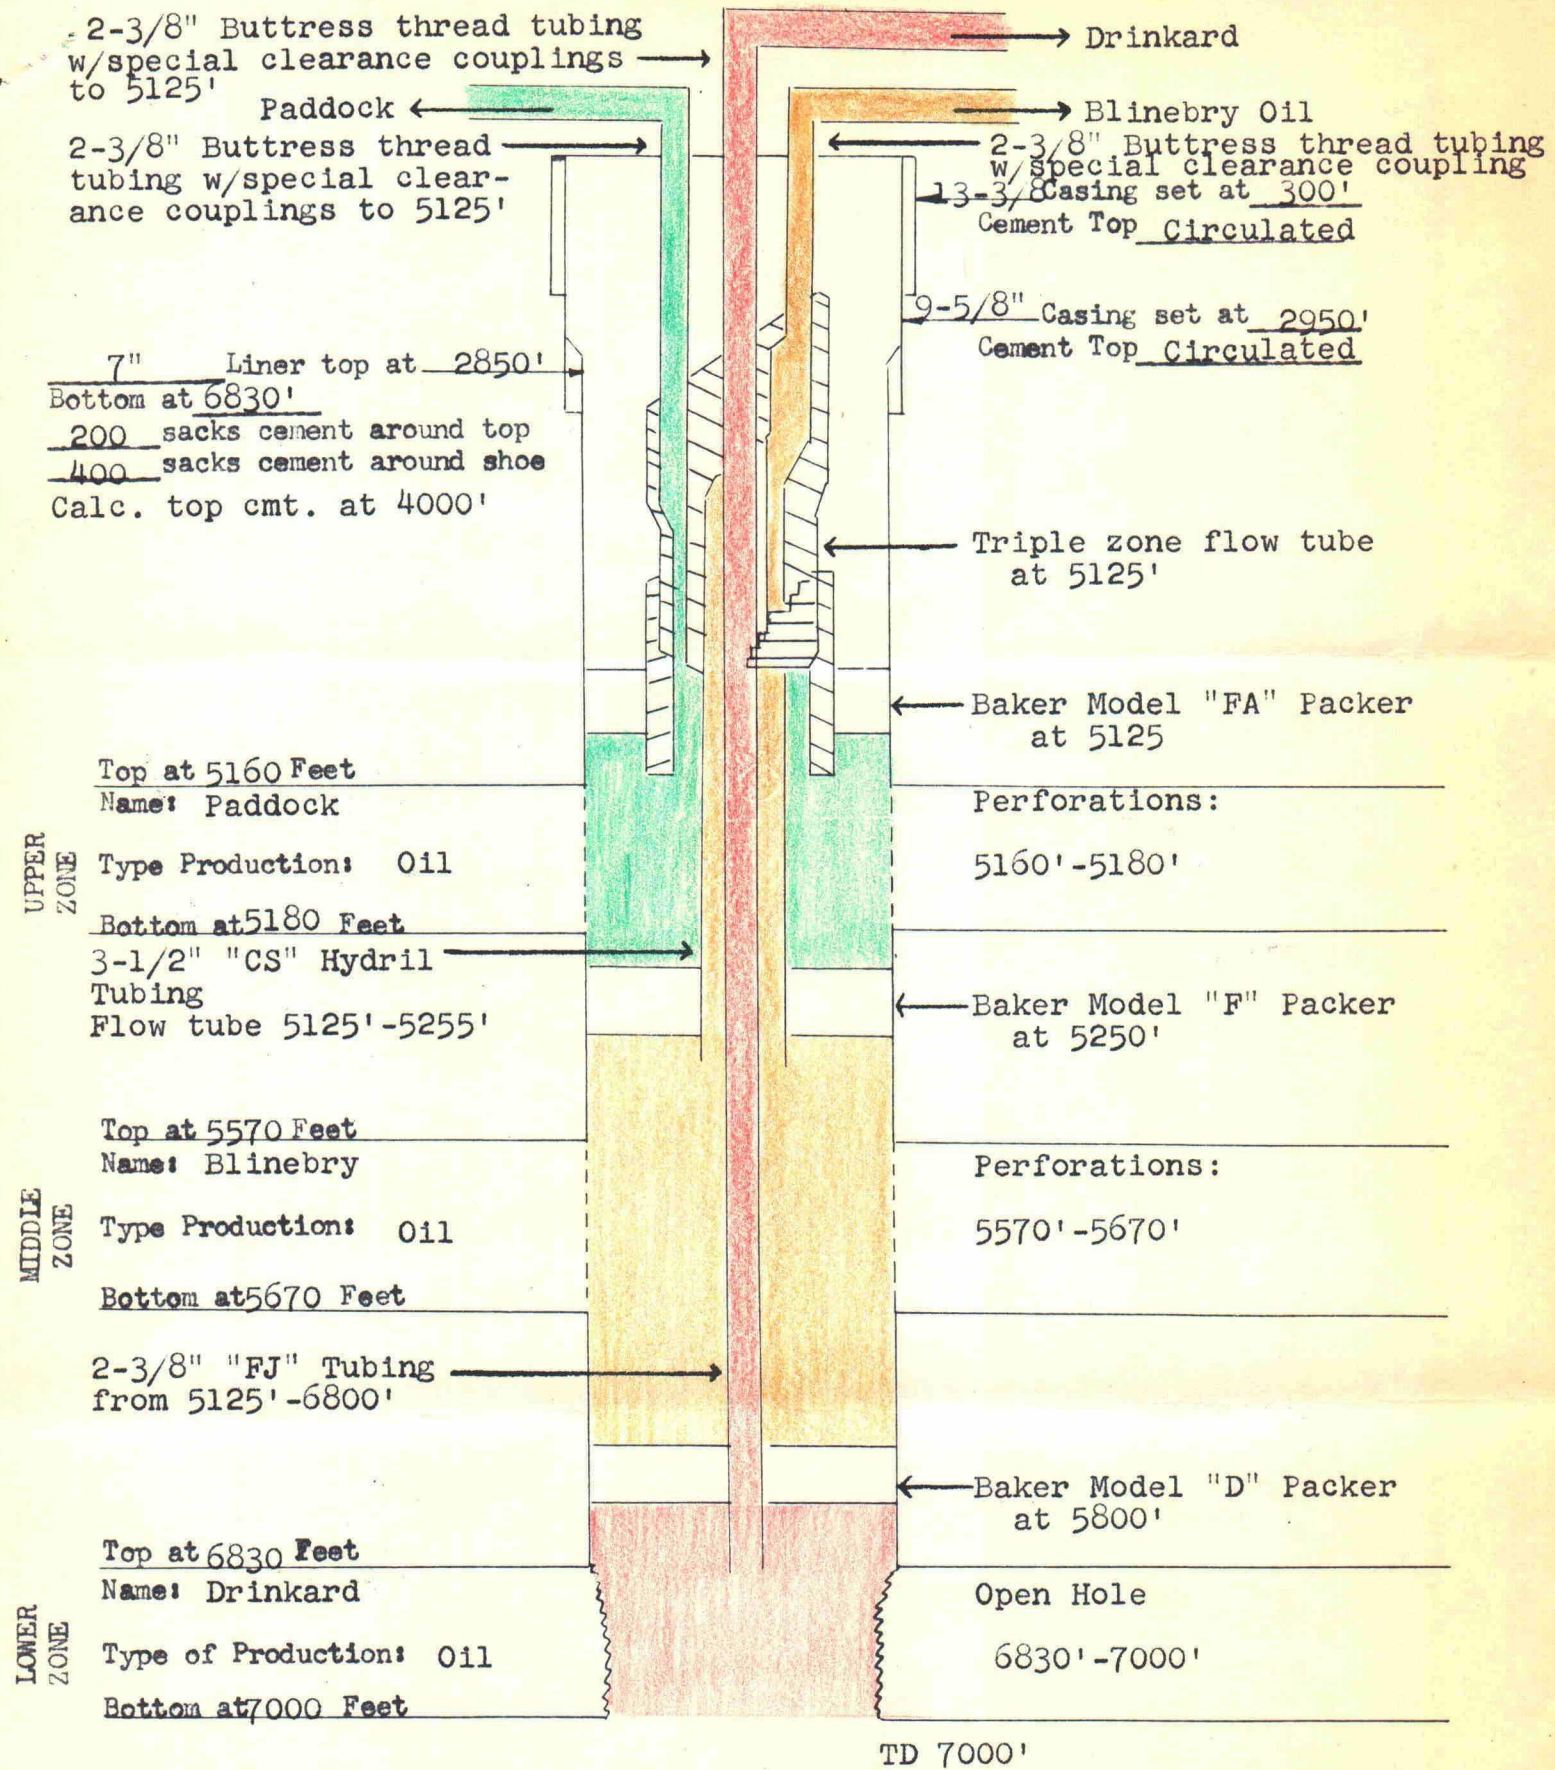 2-3/8" Buttress thread tubing
w/special clearance couplings
to 5125'
Drinkard
Paddock
Blinebry Oil
2-3/8" Buttress thread
tubing w/special clear-
ance couplings to 5125'
2-3/8" Buttress thread tubing
w/special clearance coupling
13-3/8 Casing set at 300'
Cement Top Circulated
9-5/8" Casing set at 2950'
Cement Top Circulated
7" Liner top at 2850'
Bottom at 6830'
200 sacks cement around top
400 sacks cement around shoe
Calc. top cmt. at 4000'
Triple zone flow tube
at 5125'
Baker Model "FA" Packer
at 5125
UPPER
ZONE
Top at 5160 Feet
Name: Paddock
Type Production: Oil
Bottom at 5180 Feet
Perforations:
5160'-5180'
3-1/2" "CS" Hydril
Tubing
Flow tube 5125'-5255'
Baker Model "F" Packer
at 5250'
MIDDLE
ZONE
Top at 5570 Feet
Name: Blinebry
Type Production: Oil
Bottom at 5670 Feet
Perforations:
5570'-5670'
2-3/8" "FJ" Tubing
from 5125'-6800'
Baker Model "D" Packer
at 5800'
LOWER
ZONE
Top at 6830 Feet
Name: Drinkard
Type of Production: Oil
Bottom at 7000 Feet
Open Hole
6830'-7000'
TD 7000'